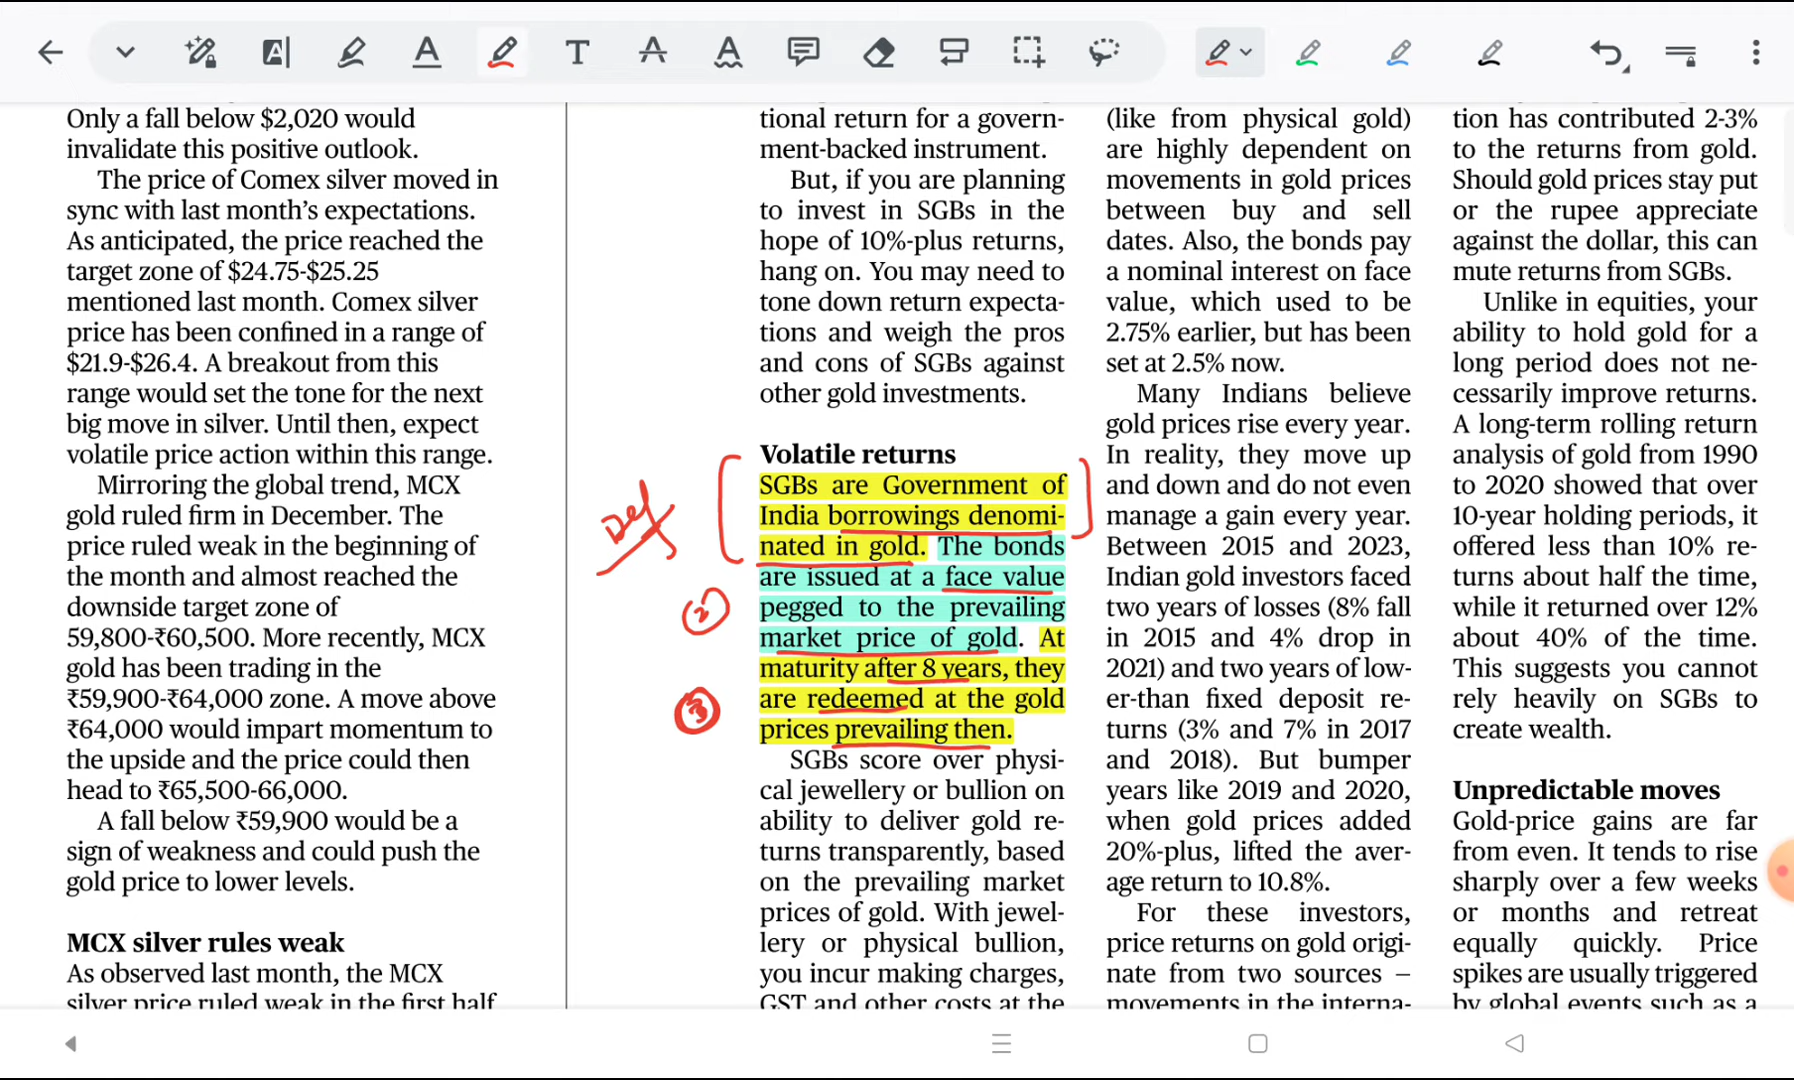 Only a fall below $2,020 would
invalidate this positive outlook.
The price of Comex silver moved in
sync with last month's expectations.
As anticipated, the price reached the
target zone of $24.75-$25.25
mentioned last month. Comex silver
price has been confined in a range of
$21.9-$26.4. A breakout from this
range would set the tone for the next
big move in silver. Until then, expect
volatile price action within this range.
Mirroring the global trend, MCX
gold ruled firm in December. The
price ruled weak in the beginning of
the month and almost reached the
downside target zone of
59,800-₹60,500. More recently, MCX
gold has been trading in the
₹59,900-₹64,000 zone. A move above
₹64,000 would impart momentum to
the upside and the price could then
head to ₹65,500-66,000.
A fall below ₹59,900 would be a
sign of weakness and could push the
gold price to lower levels.
MCX silver rules weak
As observed last month, the MCX
silver price ruled weak in the first half
tional return for a govern-
ment-backed instrument.
But, if you are planning
to invest in SGBs in the
hope of 10%-plus returns,
hang on. You may need to
tone down return expecta-
tions and weigh the pros
and cons of SGBs against
other gold investments.
Volatile returns
Def
SGBs are Government of
India borrowings denomi-
nated in gold. The bonds
are issued at a face value
2
pegged to the prevailing
market price of gold. At
maturity after 8 years, they
3
are redeemed at the gold
prices prevailing then.
SGBs score over physi-
cal jewellery or bullion on
ability to deliver gold re-
turns transparently, based
on the prevailing market
prices of gold. With jewel-
lery or physical bullion,
you incur making charges,
GST and other costs at the
(like from physical gold)
are highly dependent on
movements in gold prices
between buy and sell
dates. Also, the bonds pay
a nominal interest on face
value, which used to be
2.75% earlier, but has been
set at 2.5% now.
Many Indians believe
gold prices rise every year.
In reality, they move up
and down and do not even
manage a gain every year.
Between 2015 and 2023,
Indian gold investors faced
two years of losses (8% fall
in 2015 and 4% drop in
2021) and two years of low-
er-than fixed deposit re-
turns (3% and 7% in 2017
and 2018). But bumper
years like 2019 and 2020,
when gold prices added
20%-plus, lifted the aver-
age return to 10.8%.
For these investors,
price returns on gold origi-
nate from two sources —
movements in the interna-
tion has contributed 2-3%
to the returns from gold.
Should gold prices stay put
or the rupee appreciate
against the dollar, this can
mute returns from SGBs.
Unlike in equities, your
ability to hold gold for a
long period does not ne-
cessarily improve returns.
A long-term rolling return
analysis of gold from 1990
to 2020 showed that over
10-year holding periods, it
offered less than 10% re-
turns about half the time,
while it returned over 12%
about 40% of the time.
This suggests you cannot
rely heavily on SGBs to
create wealth.
Unpredictable moves
Gold-price gains are far
from even. It tends to rise
sharply over a few weeks
or months and retreat
equally quickly. Price
spikes are usually triggered
by global events such as a